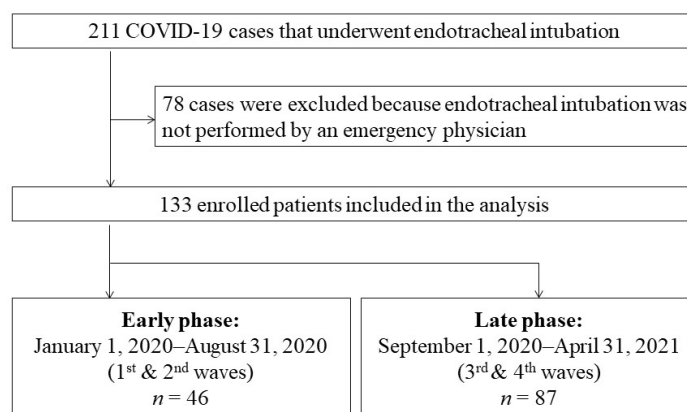 211 COVID-19 cases that underwent endotracheal intubation
78 cases were excluded because endotracheal intubation was
not performed by an emergency physician
133 enrolled patients included in the analysis
Early phase:
January 1, 2020–August 31, 2020
(1st & 2nd waves)
n = 46
Late phase:
September 1, 2020–April 31, 2021
(3rd & 4th waves)
n = 87